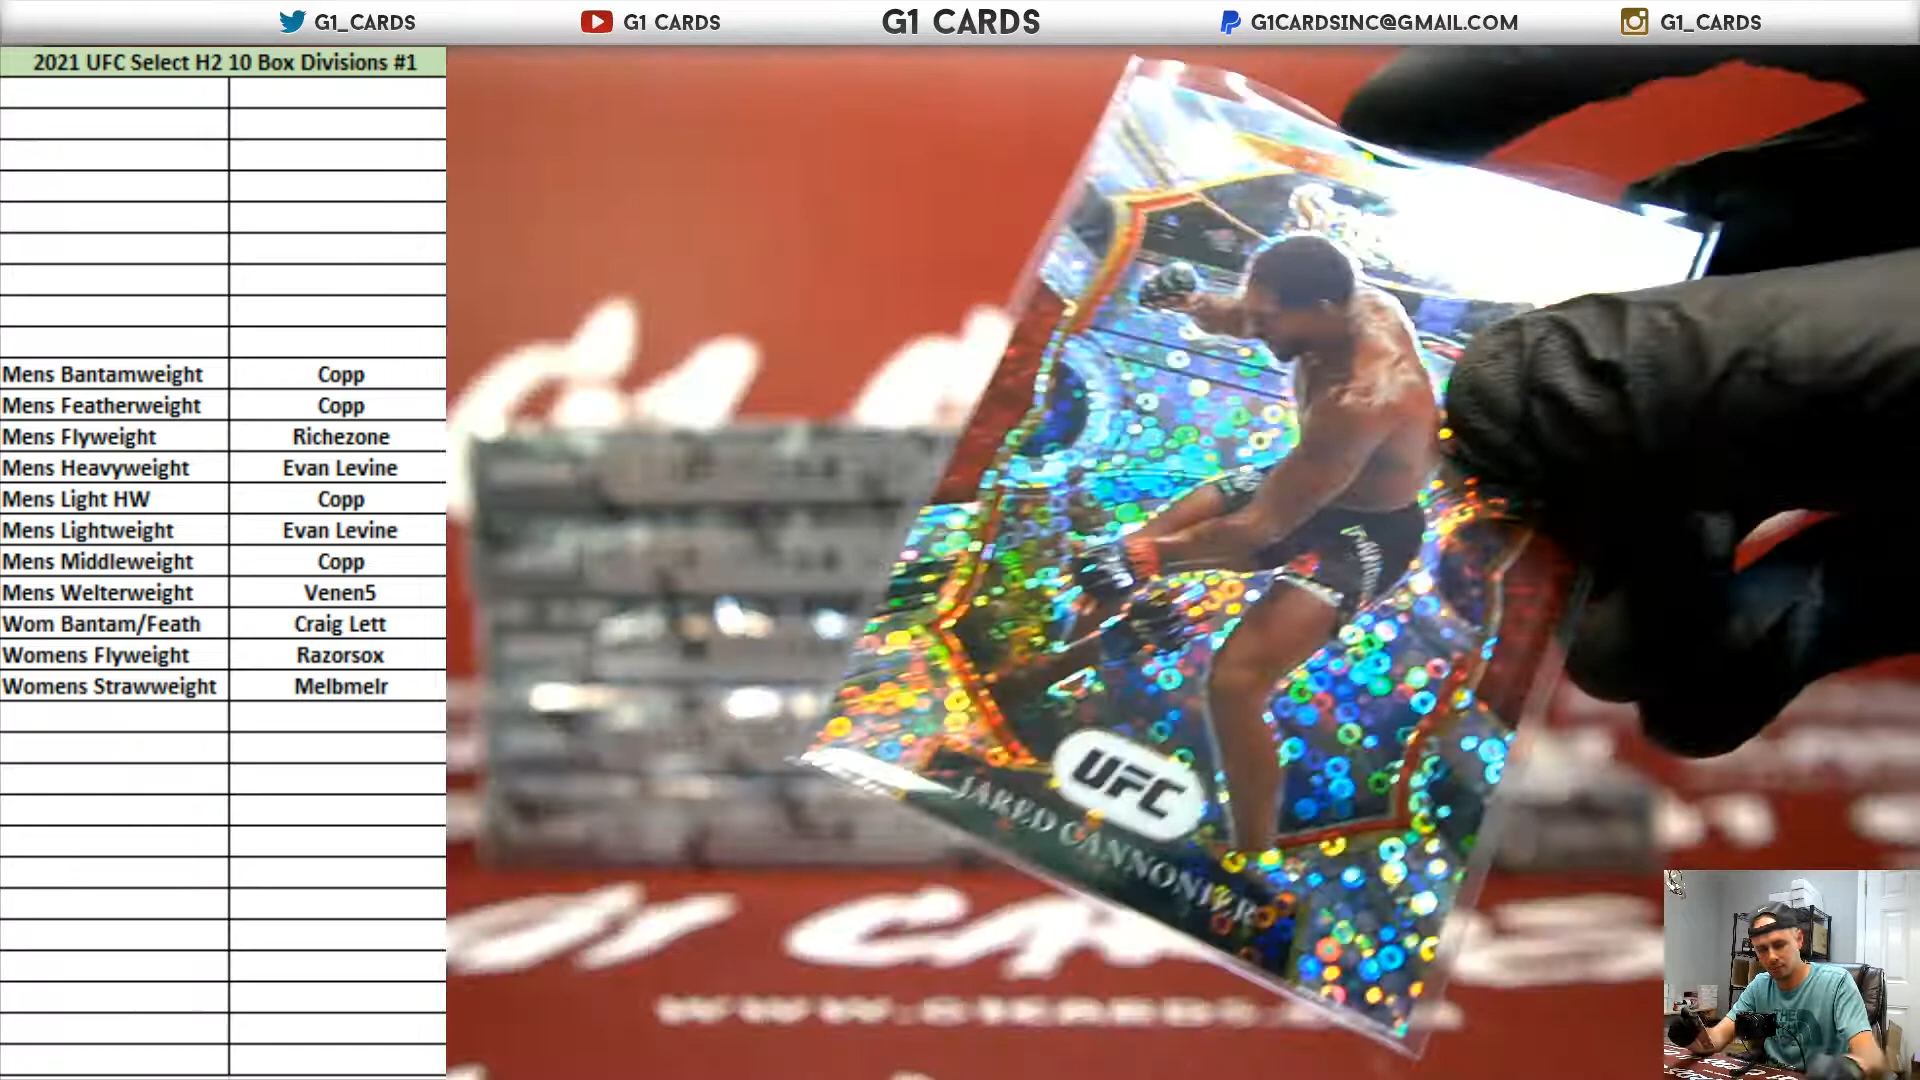 G1_CARDS
G1 CARDS
G1 CARDS
G1CARDSINC@GMAIL.COM
G1_CARDS
2021 UFC Select H2 10 Box Divisions #1
Mens Bantamweight Copp
Mens Featherweight Copp
Mens Flyweight Richezone
Mens Heavyweight Evan Levine
Mens Light HW Copp
Mens Lightweight Evan Levine
Mens Middleweight Copp
Mens Welterweight Venen5
Wom Bantam/Feath Craig Lett
Womens Flyweight Razorsox
Womens Strawweight Melbmelr
UFC
JARED CANNONIER